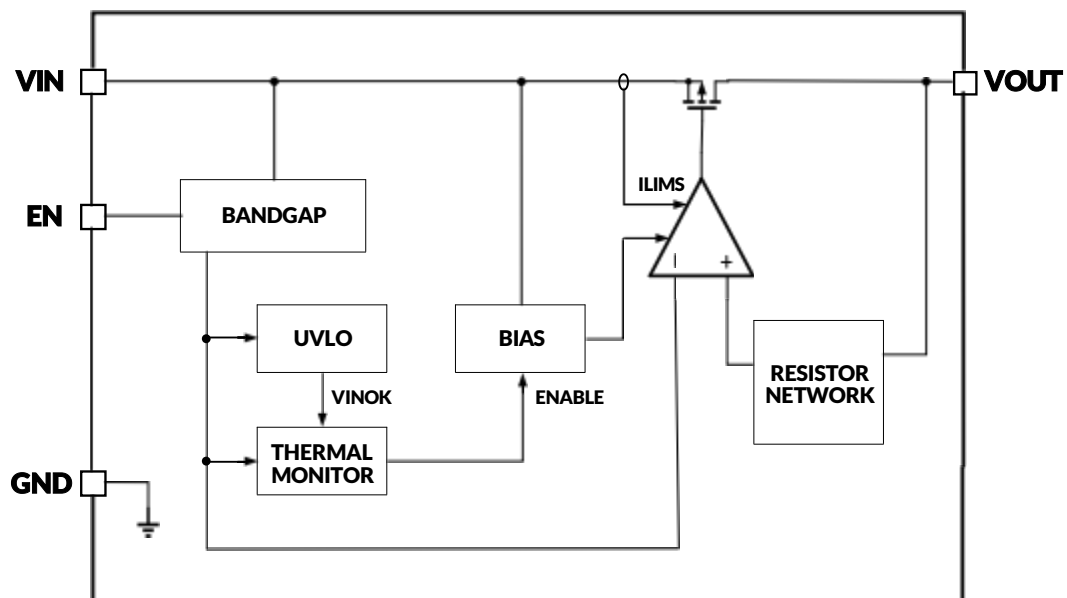 VIN
VOUT
ILIMS
EN
BANDGAP
- +
UVLO
BIAS
VINOK
ENABLE
RESISTOR
NETWORK
THERMAL
MONITOR
GND